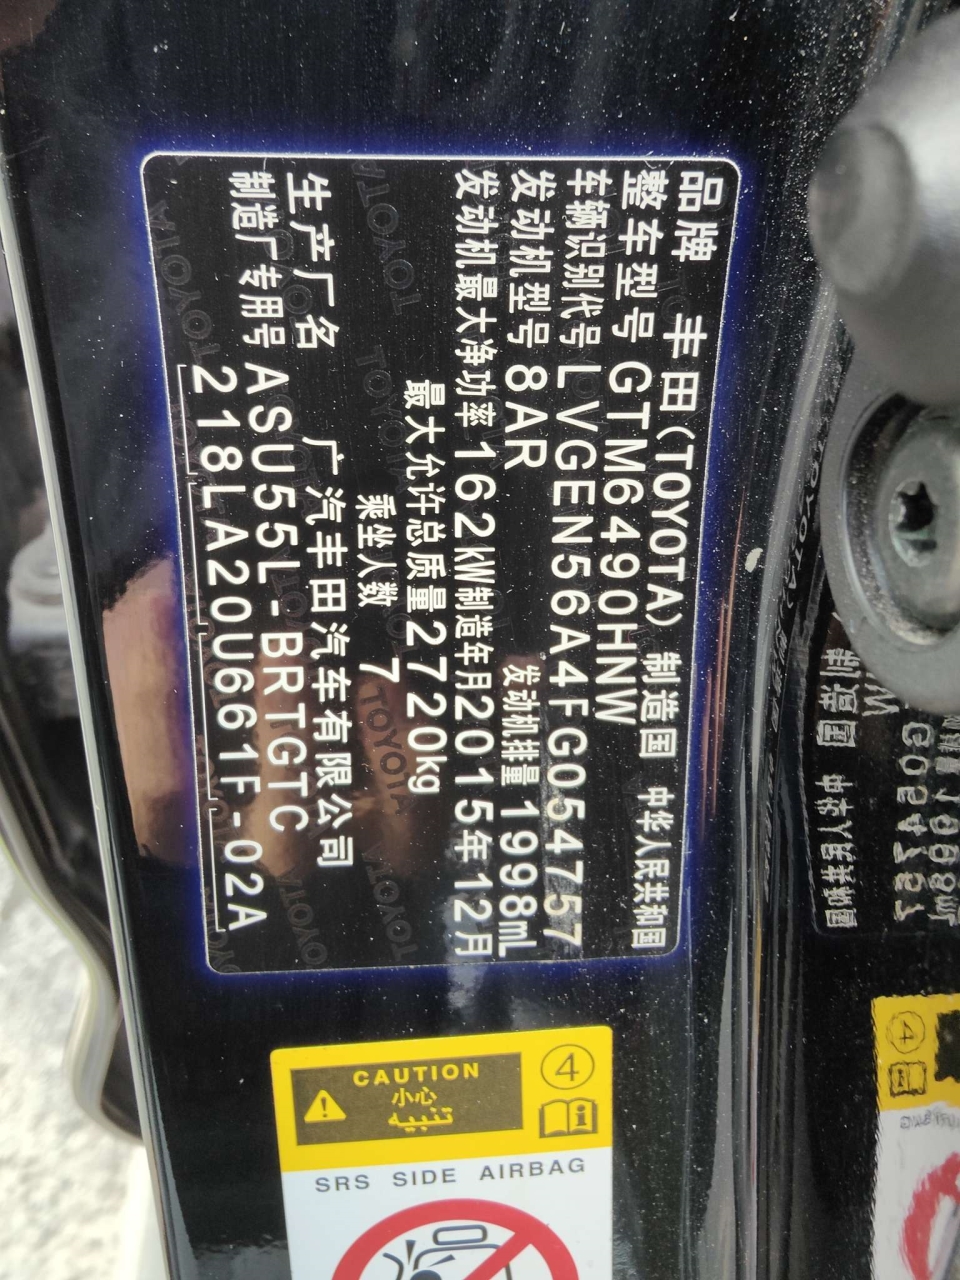 品牌 丰田(TOYOTA) 制造国 中华人民共和国
整车型号 GTM6490HNW
车辆识别代号 LVGEN56A4FG054757
发动机型号 8AR 发动机排量 1998mL
发动机最大净功率 162kW 制造年月 2015年12月
最大允许总质量 2720kg
乘坐人数 7
生产厂名 广汽丰田汽车有限公司
制造厂专用号 ASU55L-BRTGTC
218LA20U661F-02A
CAUTION
小心
تنبيه
4
SRS SIDE AIRBAG